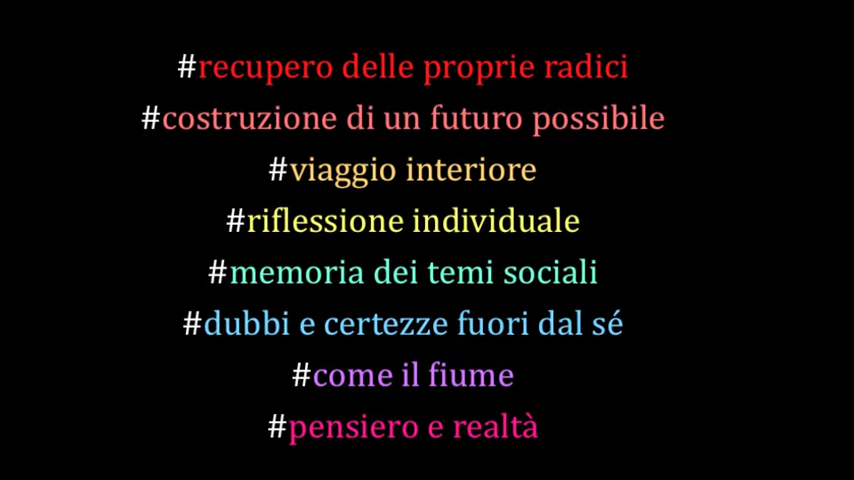 #recupero delle proprie radici
#costruzione di un futuro possibile
#viaggio interiore
#riflessione individuale
#memoria dei temi sociali
#dubbi e certezze fuori dal sé
#come il fiume
#pensiero e realtà